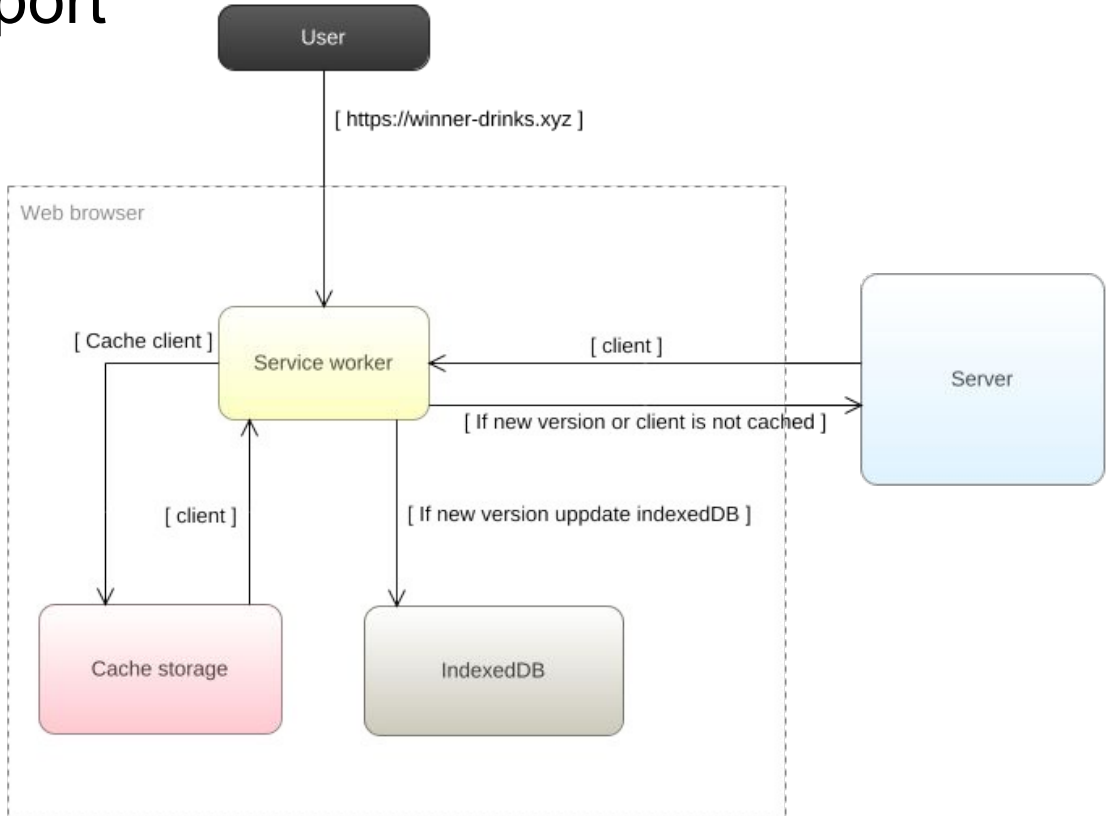 port
User
[ https://winner-drinks.xyz ]
Web browser
[ Cache client ]
Service worker
[ client ]
Server
[ If new version or client is not cached ]
[ client ]
[ If new version uppdate indexedDB ]
Cache storage
IndexedDB